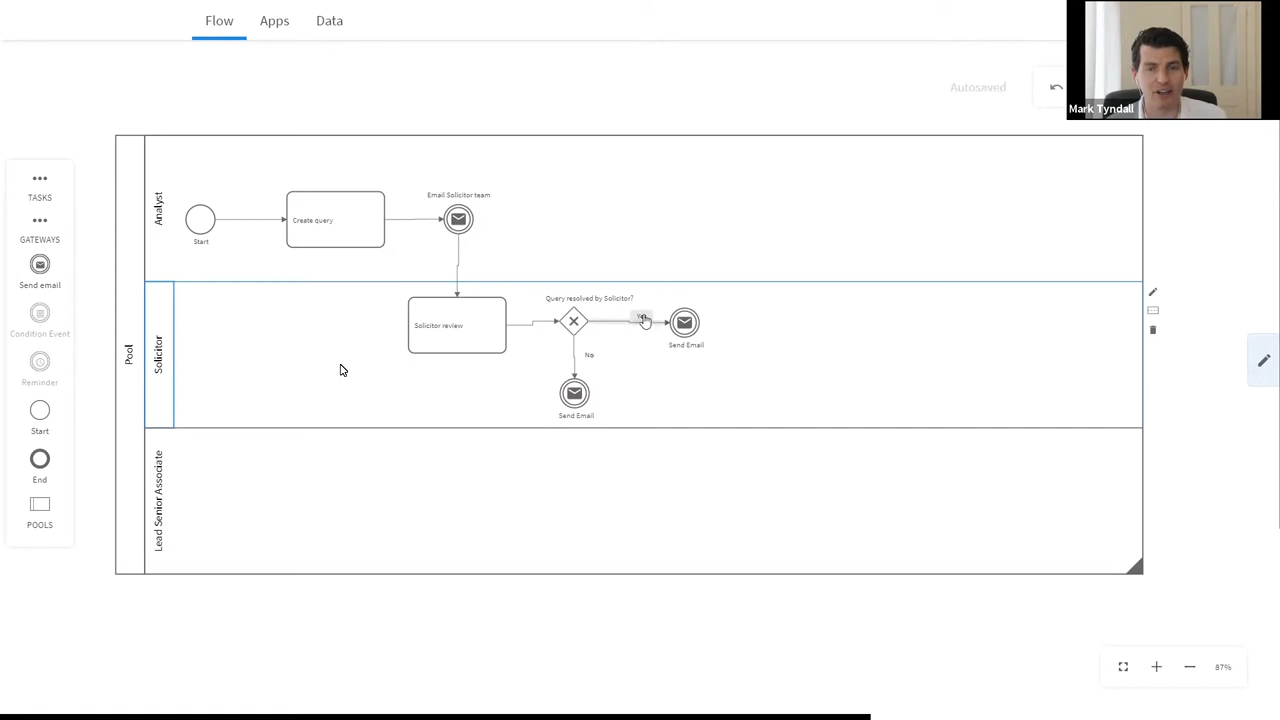 Flow Apps Data
Autosaved
Mark Tyndall
TASKS
GATEWAYS
Send email
Condition Event
Reminder
Start
End
POOLS
Pool
Analyst
Start
Create query
Email Solicitor team
Solicitor
Solicitor review
Query resolved by Solicitor?
No
Send Email
Send Email
Lead Senior Associate
87%